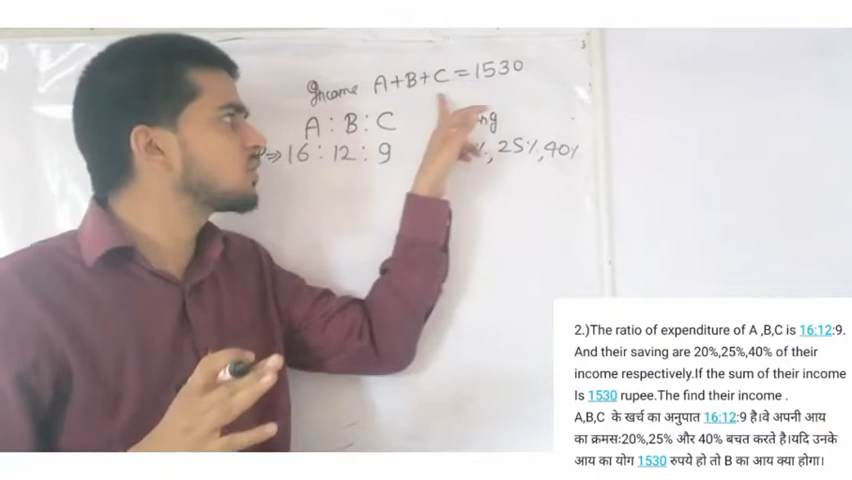 Income A+B+C=1530
A : B : C ng
⇒16 : 12 : 9 %, 25%, 40%
2.)The ratio of expenditure of A ,B,C is 16:12:9.
And their saving are 20%,25%,40% of their
income respectively.If the sum of their income
Is 1530 rupee.The find their income .
A,B,C के खर्च का अनुपात 16:12:9 है।वे अपनी आय
का क्रमसः20%,25% और 40% बचत करते है।यदि उनके
आय का योग 1530 रुपये हो तो B का आय क्या होगा।